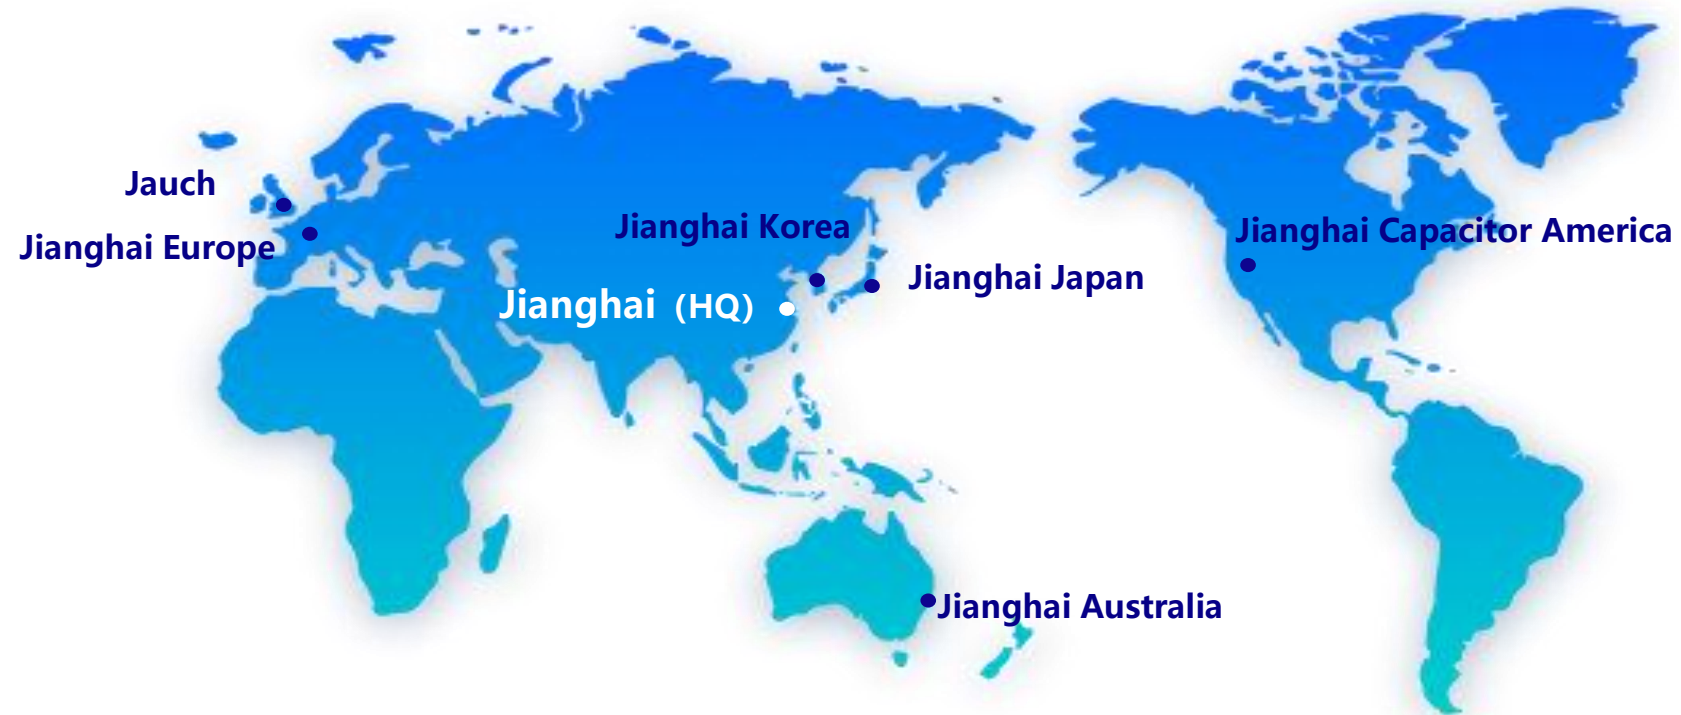 Jauch
Jianghai Korea
Jianghai Capacitor America
Jianghai Europe
Jianghai Japan
Jianghai (HQ)
Jianghai Australia